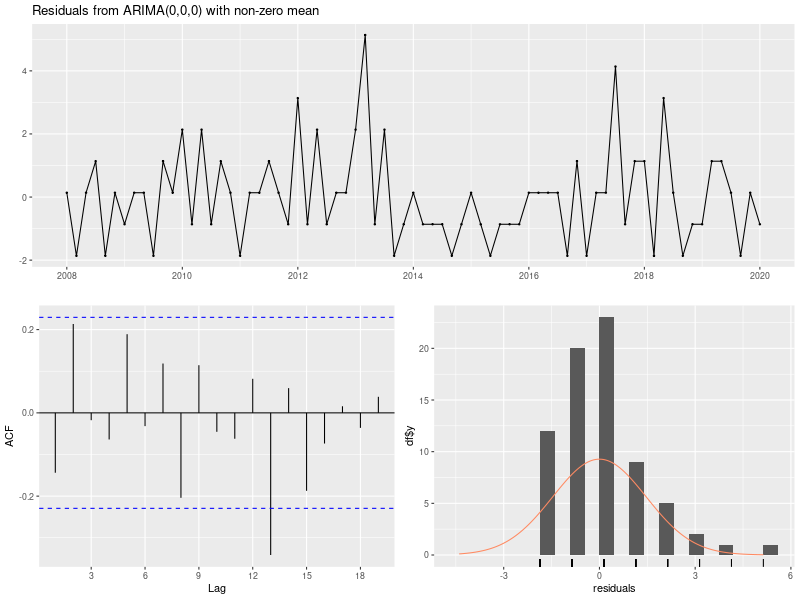 Residuals from ARIMA(0,0,0) with non-zero mean
4
2
0
-2
2008 2010 2012 2014 2016 2018 2020
0.2
0.0
-0.2
ACF
3 6 9 12 15 18
Lag
20
15
10
5
0
df$y
-3 0 3 6
residuals